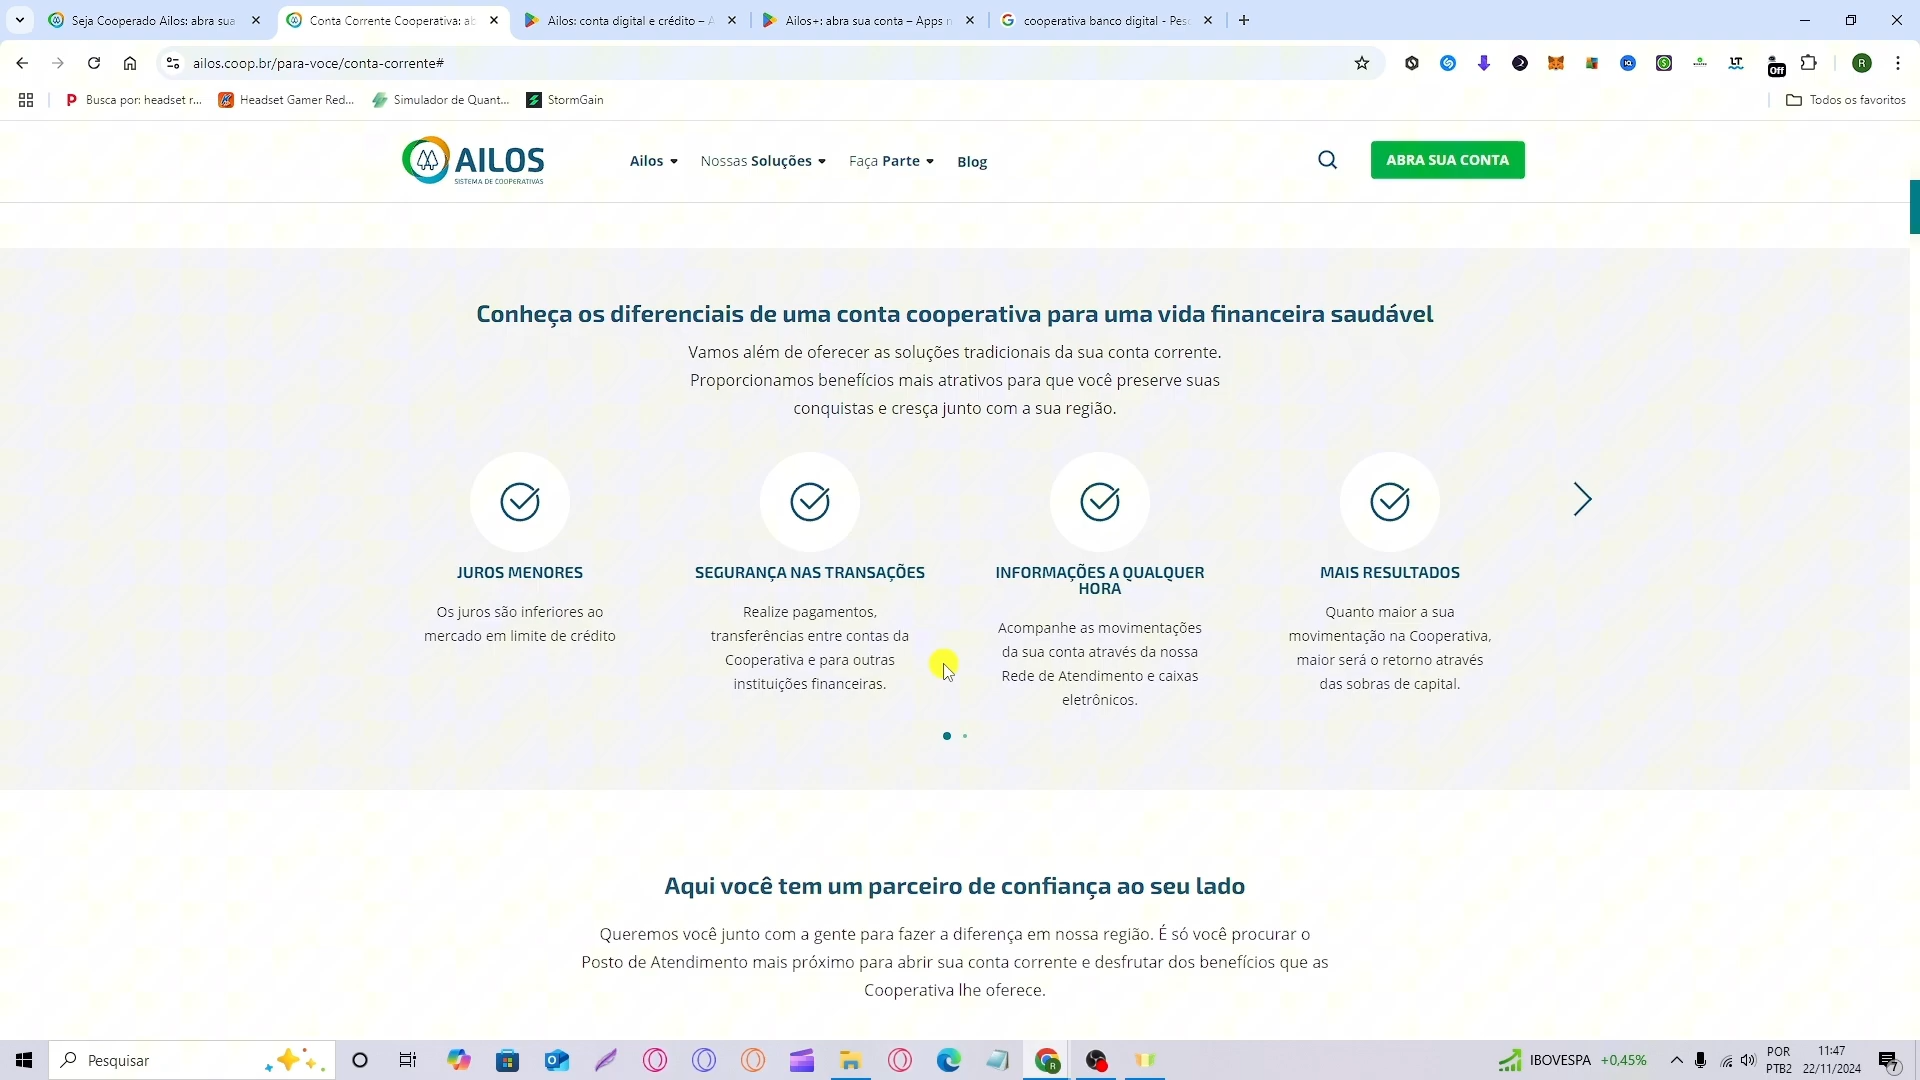 Seja Cooperado Ailos: abra sua
Conta Corrente Cooperativa: ab
Ailos: conta digital e crédito – A
Ailos+: abra sua conta – Apps n
cooperativa banco digital - Pesq
ailos.coop.br/para-voce/conta-corrente#
Off
R
Busca por: headset r...
Headset Gamer Red...
Simulador de Quant...
StormGain
Todos os favoritos
AILOS
SISTEMA DE COOPERATIVAS
Ailos
Nossas Soluções
Faça Parte
Blog
ABRA SUA CONTA
Conheça os diferenciais de uma conta cooperativa para uma vida financeira saudável
Vamos além de oferecer as soluções tradicionais da sua conta corrente.
Proporcionamos benefícios mais atrativos para que você preserve suas
conquistas e cresça junto com a sua região.
JUROS MENORES
Os juros são inferiores ao
mercado em limite de crédito
SEGURANÇA NAS TRANSAÇÕES
Realize pagamentos,
transferências entre contas da
Cooperativa e para outras
instituições financeiras.
INFORMAÇÕES A QUALQUER
HORA
Acompanhe as movimentações
da sua conta através da nossa
Rede de Atendimento e caixas
eletrônicos.
MAIS RESULTADOS
Quanto maior a sua
movimentação na Cooperativa,
maior será o retorno através
das sobras de capital.
Aqui você tem um parceiro de confiança ao seu lado
Queremos você junto com a gente para fazer a diferença em nossa região. É só você procurar o
Posto de Atendimento mais próximo para abrir sua conta corrente e desfrutar dos benefícios que as
Cooperativa lhe oferece.
Pesquisar
IBOVESPA +0,45%
POR
PTB2
11:47
22/11/2024
7